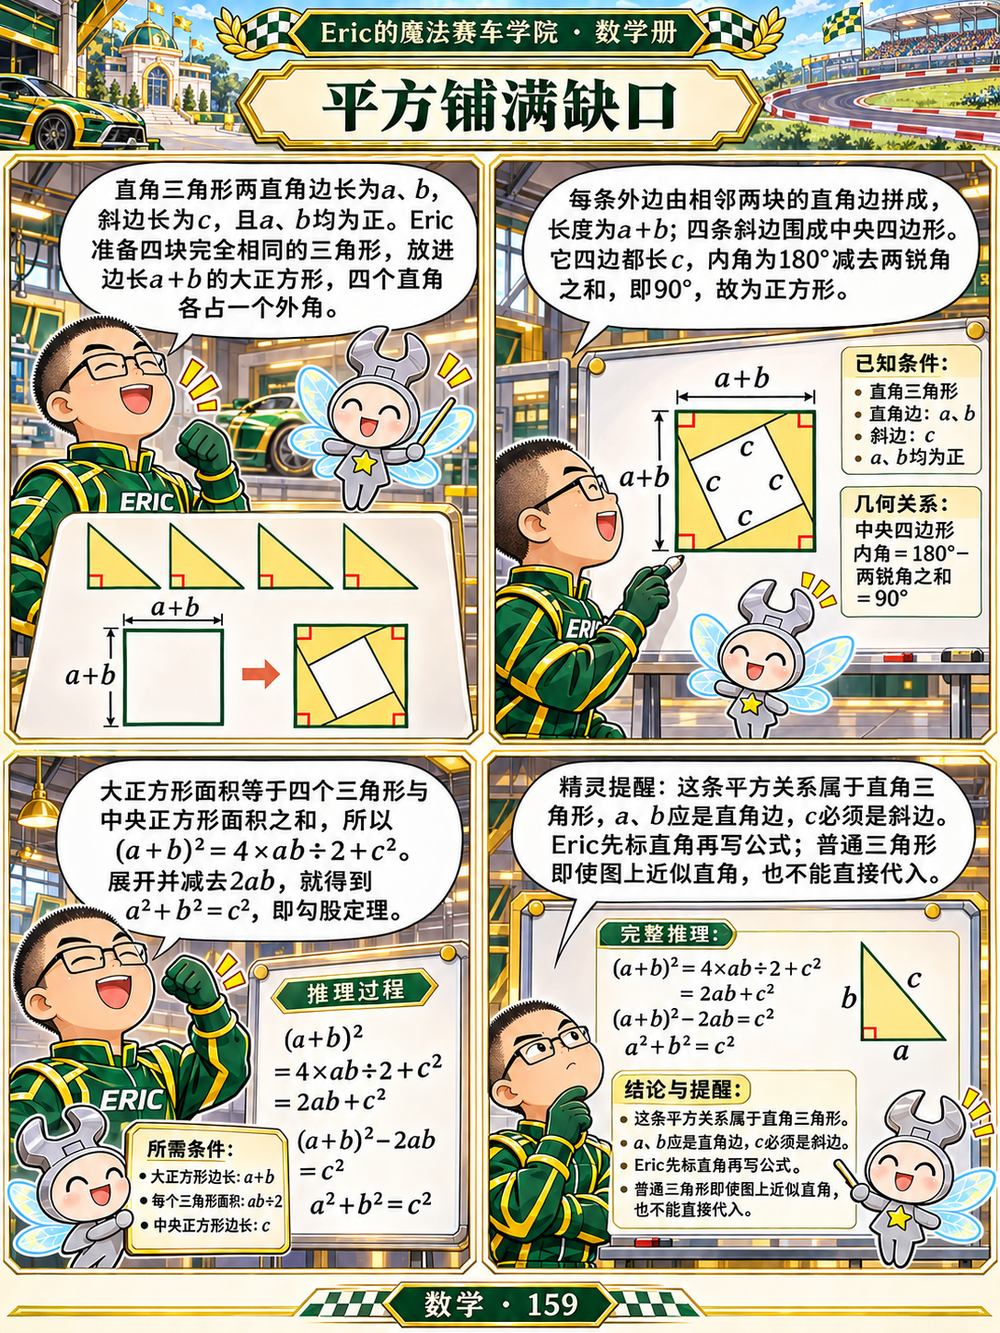 Eric的魔法赛车学院 · 数学册
平方铺满缺口
直角三角形两直角边长为a、b，
斜边长为c，且a、b均为正。Eric
准备四块完全相同的三角形，放进
边长a+b的大正方形，四个直角
各占一个外角。
ERIC
a+b
a+b
每条外边由相邻两块的直角边拼成，
长度为a+b；四条斜边围成中央四边形。
它四边都长c，内角为180°减去两锐角
之和，即90°，故为正方形。
a+b
a+b
c
c
c
c
已知条件：
• 直角三角形
• 直角边：a、b
• 斜边：c
• a、b均为正
几何关系：
中央四边形
内角=180°−
两锐角之和
=90°
ERIC
大正方形面积等于四个三角形与
中央正方形面积之和，所以
(a+b)²=4×ab÷2+c²。
展开并减去2ab，就得到
a²+b²=c²，即勾股定理。
ERIC
推理过程
(a+b)²
=4×ab÷2+c²
=2ab+c²
(a+b)²−2ab
=c²
a²+b²=c²
所需条件：
• 大正方形边长：a+b
• 每个三角形面积：ab÷2
• 中央正方形边长：c
精灵提醒：这条平方关系属于直角三
角形，a、b应是直角边，c必须是斜边。
Eric先标直角再写公式；普通三角形
即使图上近似直角，也不能直接代入。
完整推理：
(a+b)²=4×ab÷2+c²
=2ab+c²
(a+b)²−2ab=c²
a²+b²=c²
b
c
a
结论与提醒：
• 这条平方关系属于直角三角形。
• a、b应是直角边，c必须是斜边。
• Eric先标直角再写公式。
• 普通三角形即使图上近似直角，
也不能直接代入。
数学 · 159